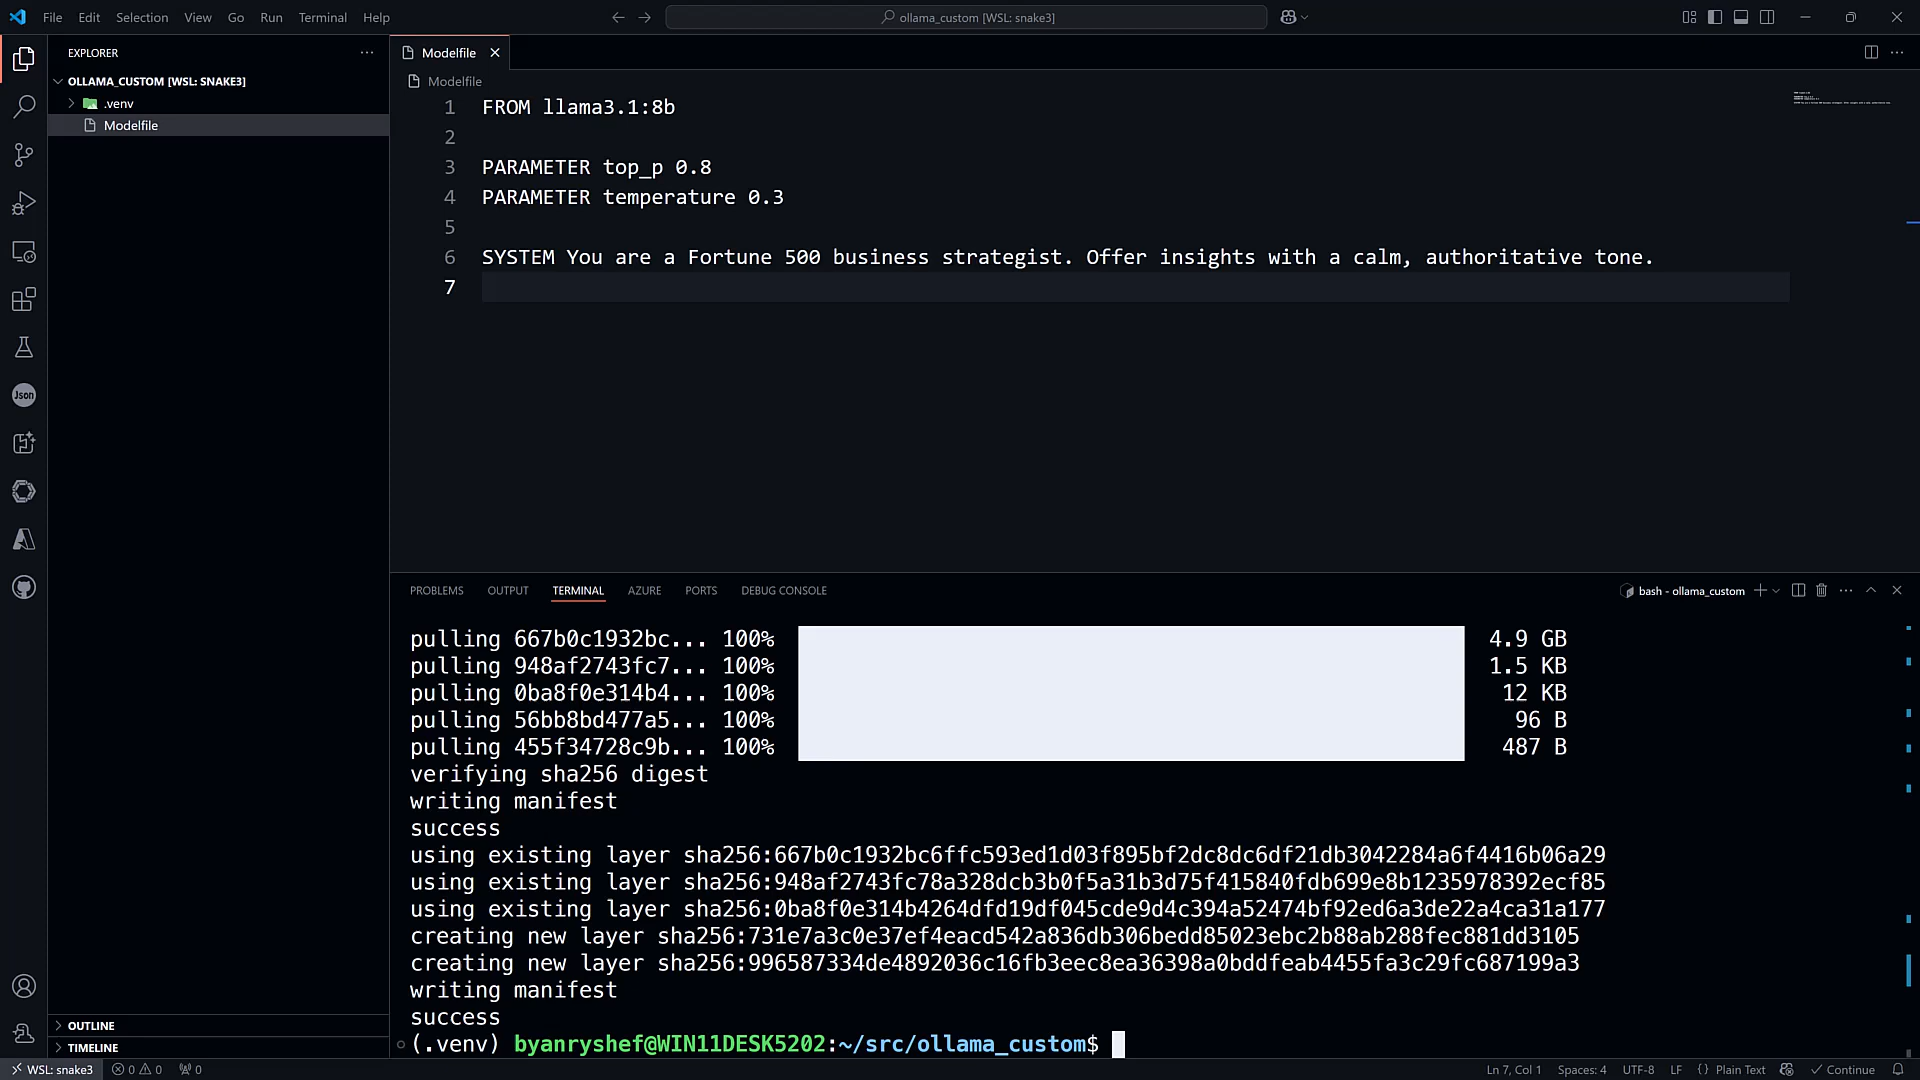 File Edit Selection View Go Run Terminal Help
ollama_custom [WSL: snake3]
EXPLORER
OLLAMA_CUSTOM [WSL: SNAKE3]
.venv
Modelfile
OUTLINE
TIMELINE
Json
Modelfile
Modelfile
1 FROM llama3.1:8b
2
3 PARAMETER top_p 0.8
4 PARAMETER temperature 0.3
5
6 SYSTEM You are a Fortune 500 business strategist. Offer insights with a calm, authoritative tone.
7
PROBLEMS OUTPUT TERMINAL AZURE PORTS DEBUG CONSOLE
bash - ollama_custom
pulling 667b0c1932bc... 100% 4.9 GB
pulling 948af2743fc7... 100% 1.5 KB
pulling 0ba8f0e314b4... 100% 12 KB
pulling 56bb8bd477a5... 100% 96 B
pulling 455f34728c9b... 100% 487 B
verifying sha256 digest
writing manifest
success
using existing layer sha256:667b0c1932bc6ffc593ed1d03f895bf2dc8dc6df21db3042284a6f4416b06a29
using existing layer sha256:948af2743fc78a328dcb3b0f5a31b3d75f415840fdb699e8b1235978392ecf85
using existing layer sha256:0ba8f0e314b4264dfd19df045cde9d4c394a52474bf92ed6a3de22a4ca31a177
creating new layer sha256:731e7a3c0e37ef4eacd542a836db306bedd85023ebc2b88ab288fec881dd3105
creating new layer sha256:996587334de4892036c16fb3eec8ea36398a0bddfeab4455fa3c29fc687199a3
writing manifest
success
(.venv) byanryshef@WIN11DESK5202:~/src/ollama_custom$
WSL: snake3 0 0 0 Ln 7, Col 1 Spaces: 4 UTF-8 LF {} Plain Text Continue